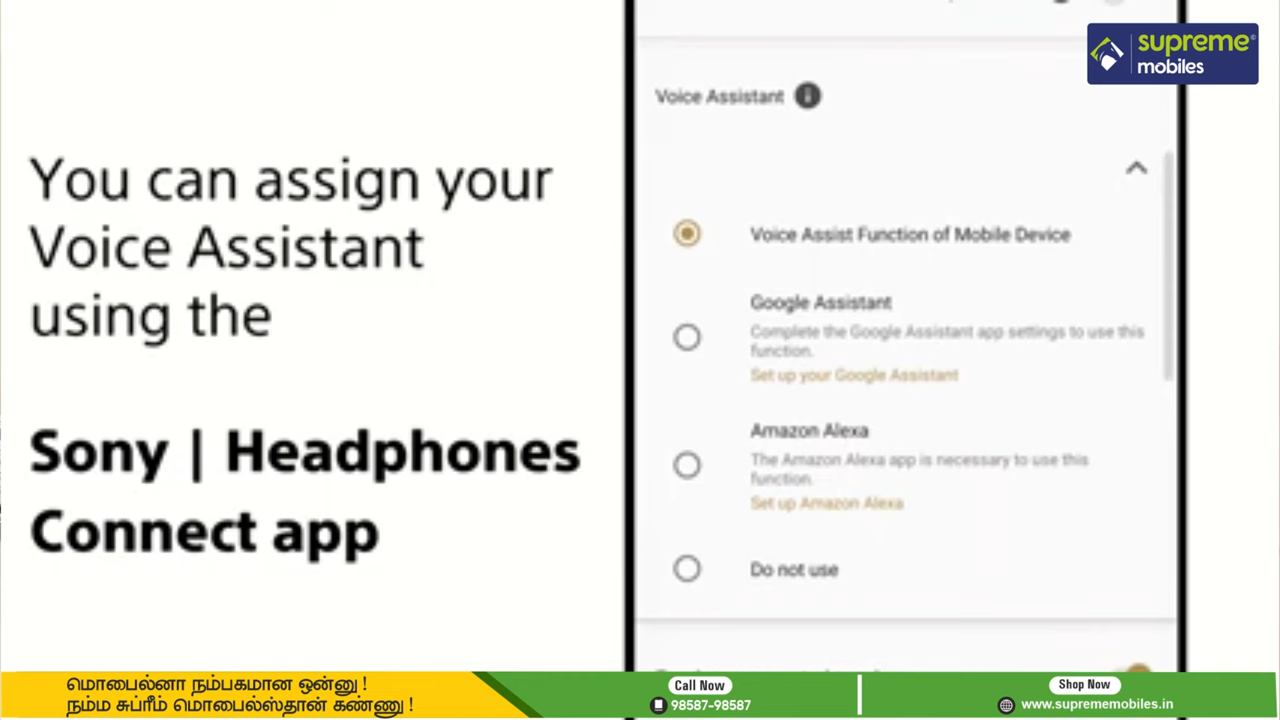 supreme
mobiles
Voice Assistant
You can assign your
Voice Assistant
using the
Sony | Headphones
Connect app
Voice Assist Function of Mobile Device
Google Assistant
Complete the Google Assistant app settings to use this
function.
Set up your Google Assistant
Amazon Alexa
The Amazon Alexa app is necessary to use this
function.
Set up Amazon Alexa
Do not use
மொபைல்னா நம்பகமான ஒன்னு !
நம்ம சுப்ரீம் மொபைல்ஸ்தான் கண்ணு !
Call Now
98587-98587
Shop Now
www.suprememobiles.in